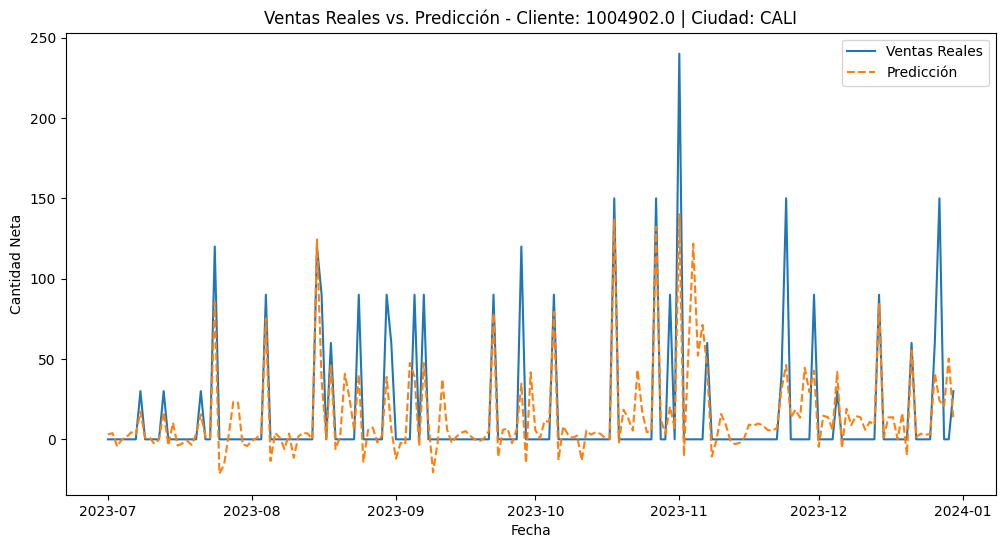 Ventas Reales vs. Predicción - Cliente: 1004902.0 | Ciudad: CALI
Ventas Reales
Predicción
Cantidad Neta
250
200
150
100
50
0
2023-07
2023-08
2023-09
2023-10
2023-11
2023-12
2024-01
Fecha